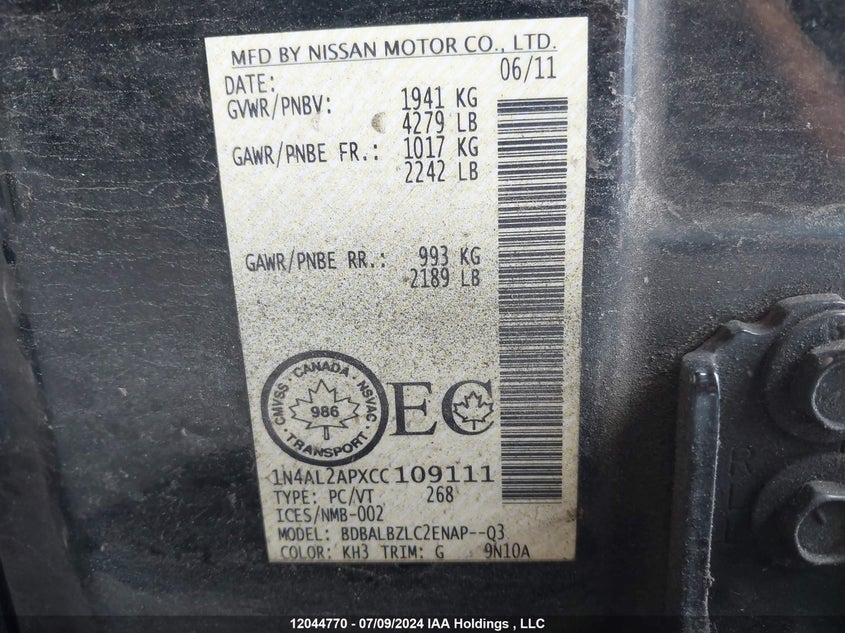 MFD BY NISSAN MOTOR CO., LTD.
DATE: 06/11
GVWR/PNBV: 1941 KG
4279 LB
GAWR/PNBE FR.: 1017 KG
2242 LB
GAWR/PNBE RR.: 993 KG
2189 LB
CANADA
CMVSS NSVAC
986
TRANSPORT
EC
1N4AL2APXCC109111
TYPE: PC/VT 268
ICES/NMB-002
MODEL: BDBALBZLC2ENAP--Q3
COLOR: KH3 TRIM: G 9N10A
12044770 - 07/09/2024 IAA Holdings , LLC